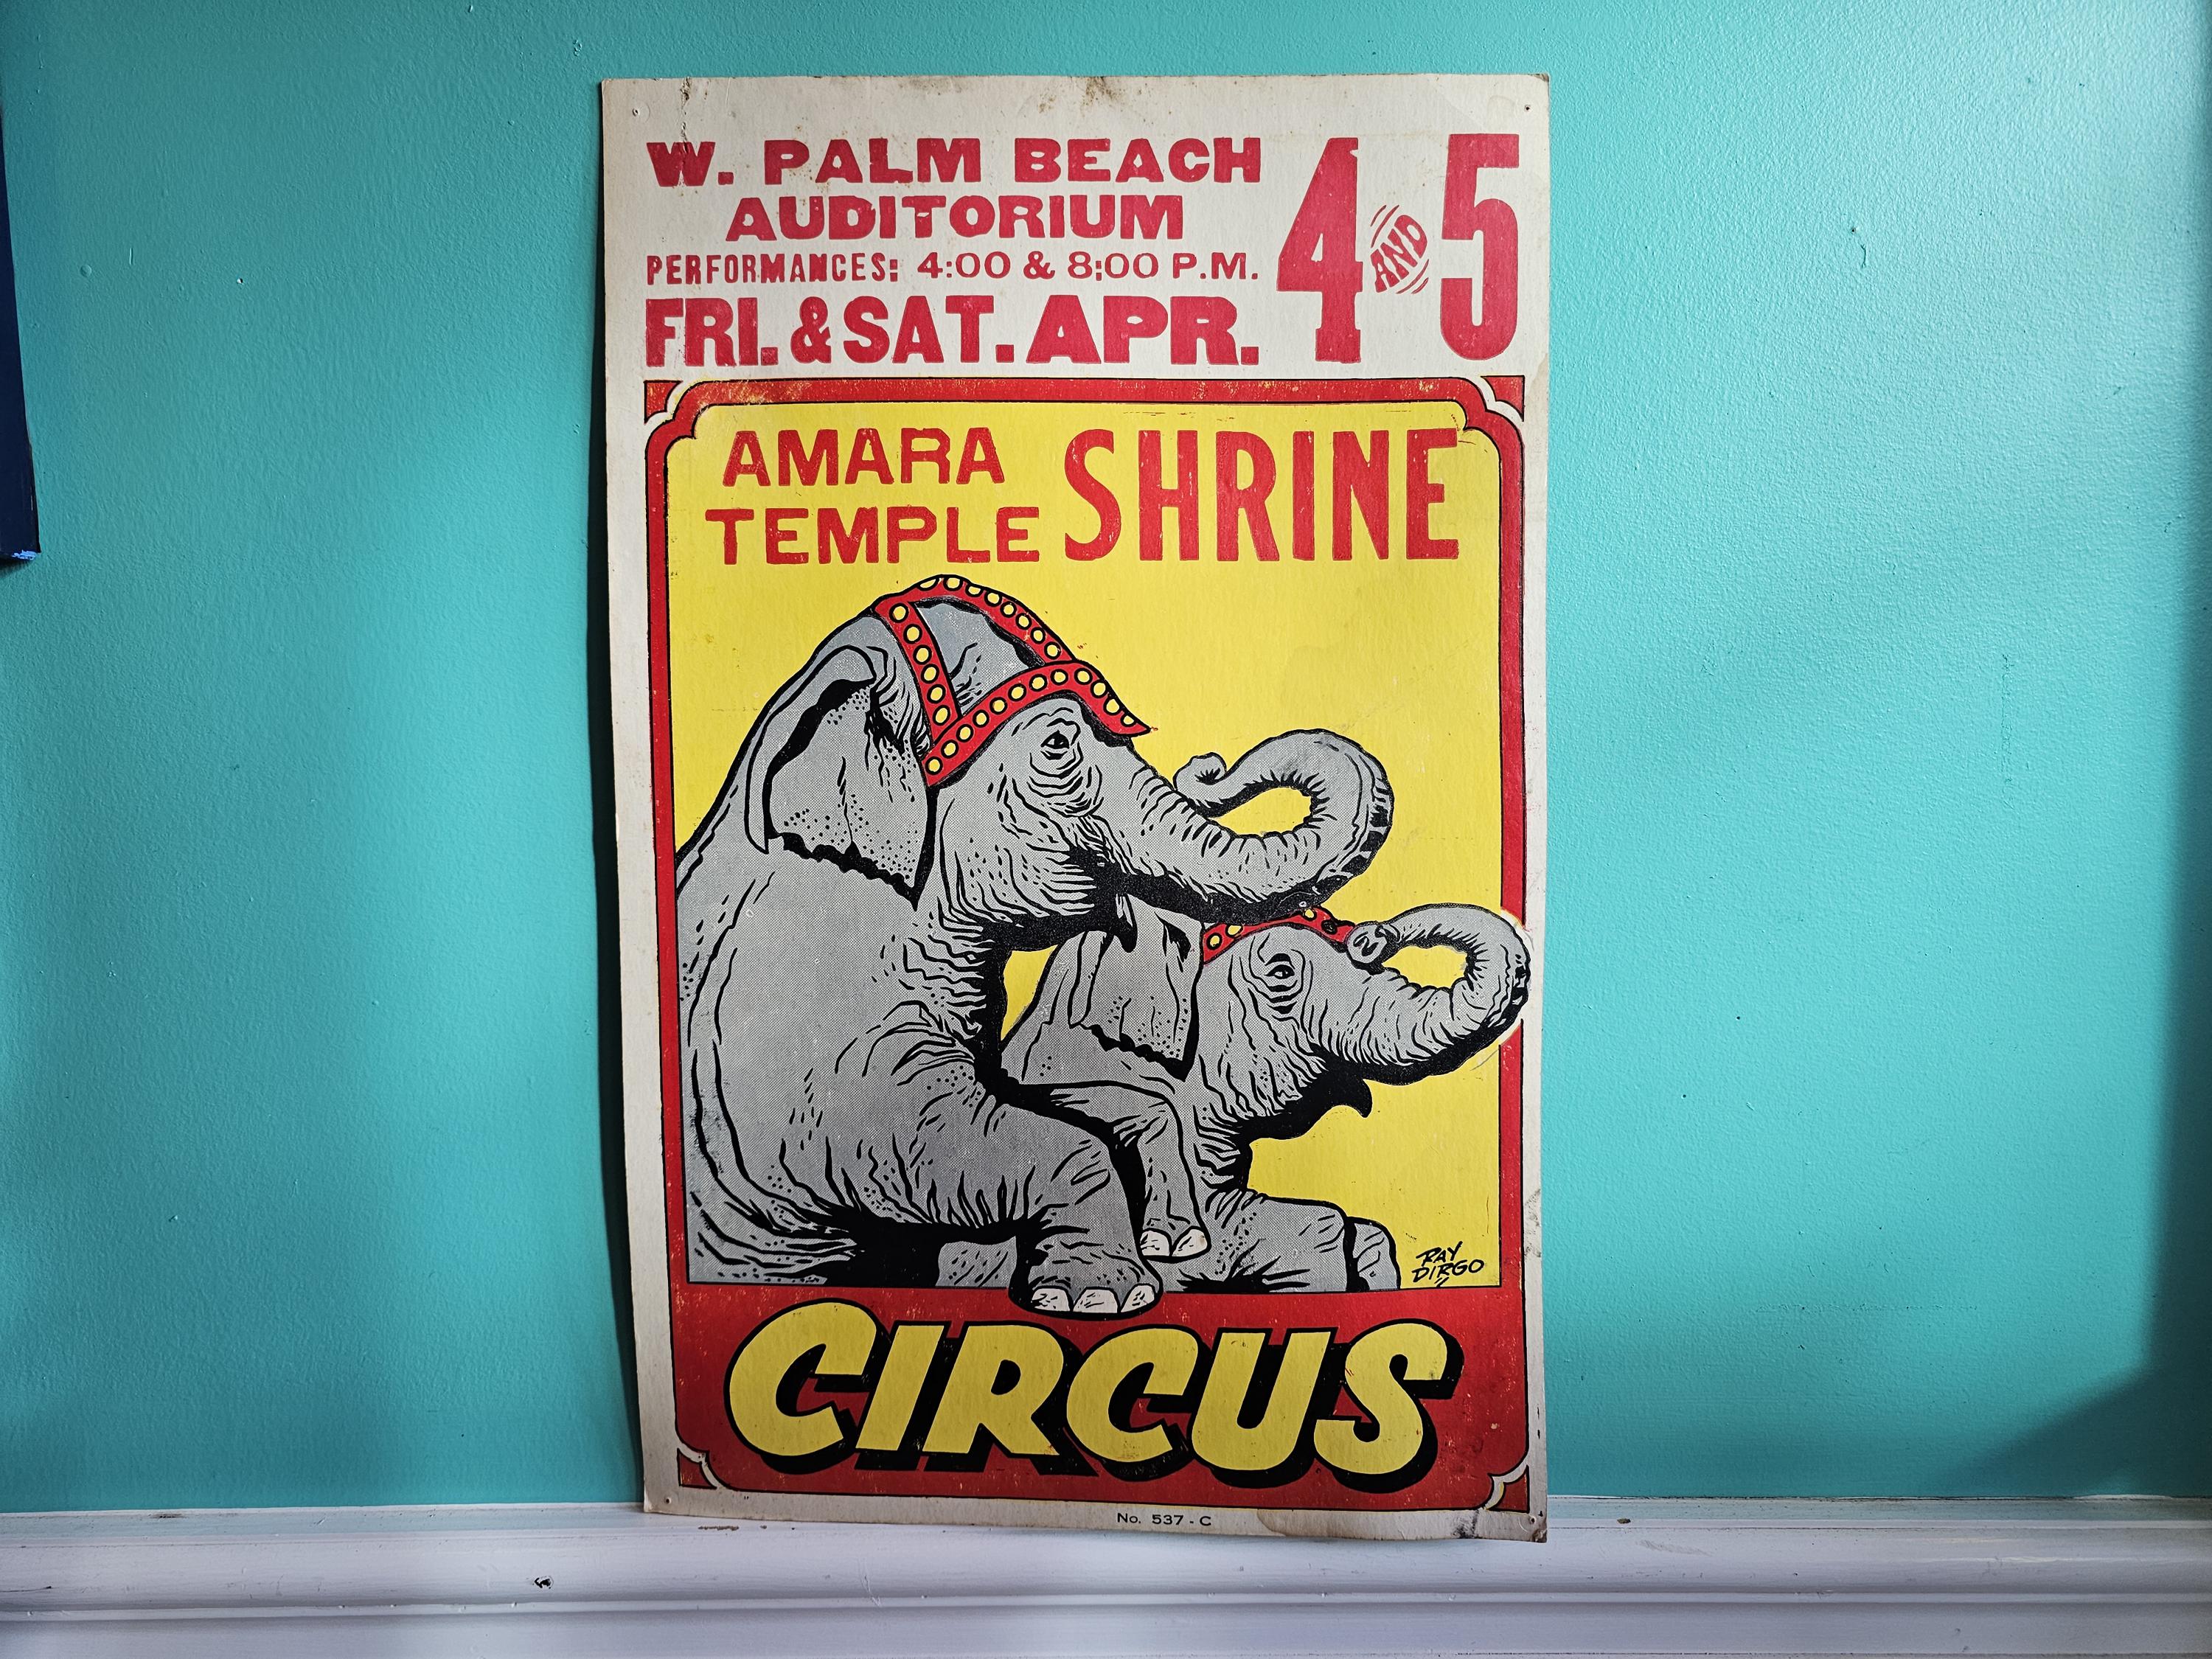 W. PALM BEACH
AUDITORIUM
PERFORMANCES: 4:00 & 8:00 P.M.
FRI. & SAT. APR. 4 AND 5
AMARA
TEMPLE SHRINE
RAY
DIRGO
CIRCUS
No. 537 - C